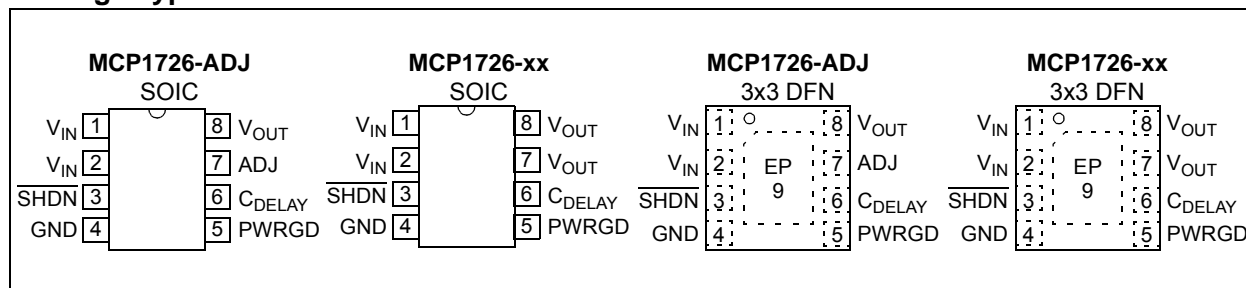 MCP1726-ADJ MCP1726-xx MCP1726-ADJ MCP1726-xx
SOIC SOIC 3x3 DFN 3x3 DFN
VIN 1 8 VOUT VIN 1 8 VOUT VIN 1 8 VOUT VIN 1 8 VOUT
VIN 2 7 ADJ VIN 2 7 VOUT VIN 2 EP 7 ADJ VIN 2 EP 7 VOUT
SHDN 3 6 CDELAY SHDN 3 6 CDELAY SHDN 3 9 6 CDELAY SHDN 3 9 6 CDELAY
GND 4 5 PWRGD GND 4 5 PWRGD GND 4 5 PWRGD GND 4 5 PWRGD